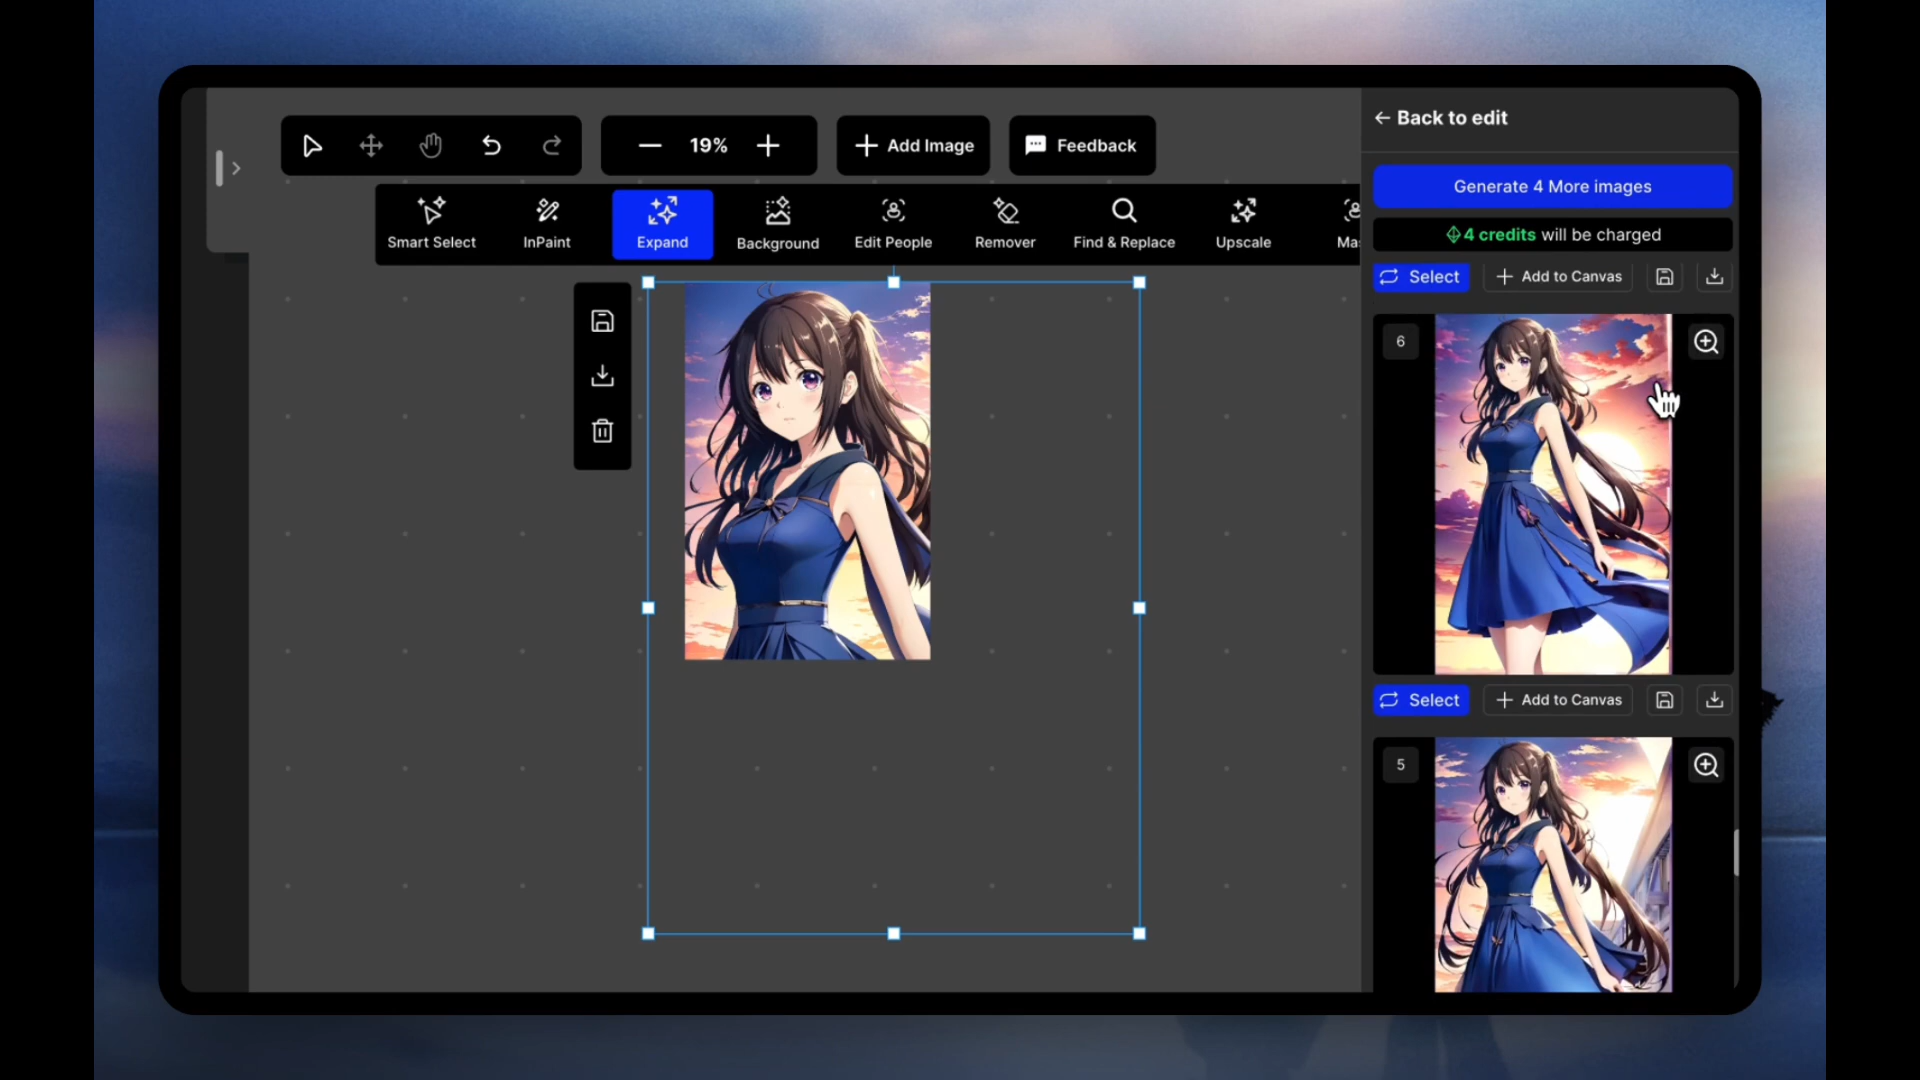 Back to edit
19%
Add Image
Feedback
Generate 4 More images
4 credits will be charged
Smart Select
InPaint
Expand
Background
Edit People
Remover
Find & Replace
Upscale
Ma
Select
Add to Canvas
6
Select
Add to Canvas
5